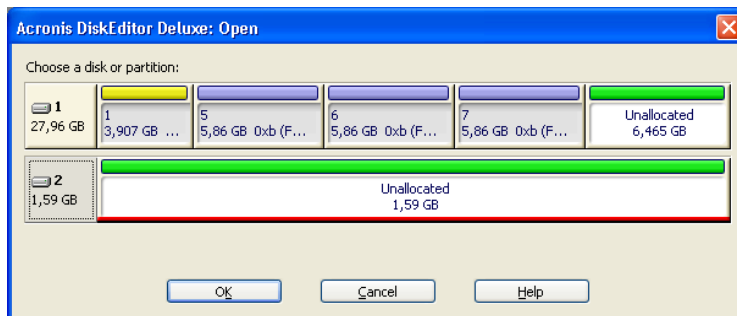 Acronis DiskEditor Deluxe: Open
Choose a disk or partition:
1
27,96 GB
1
3,907 GB ...
5
5,86 GB 0xb (F...
6
5,86 GB 0xb (F...
7
5,86 GB 0xb (F...
Unallocated
6,465 GB
2
1,59 GB
Unallocated
1,59 GB
OK
Cancel
Help